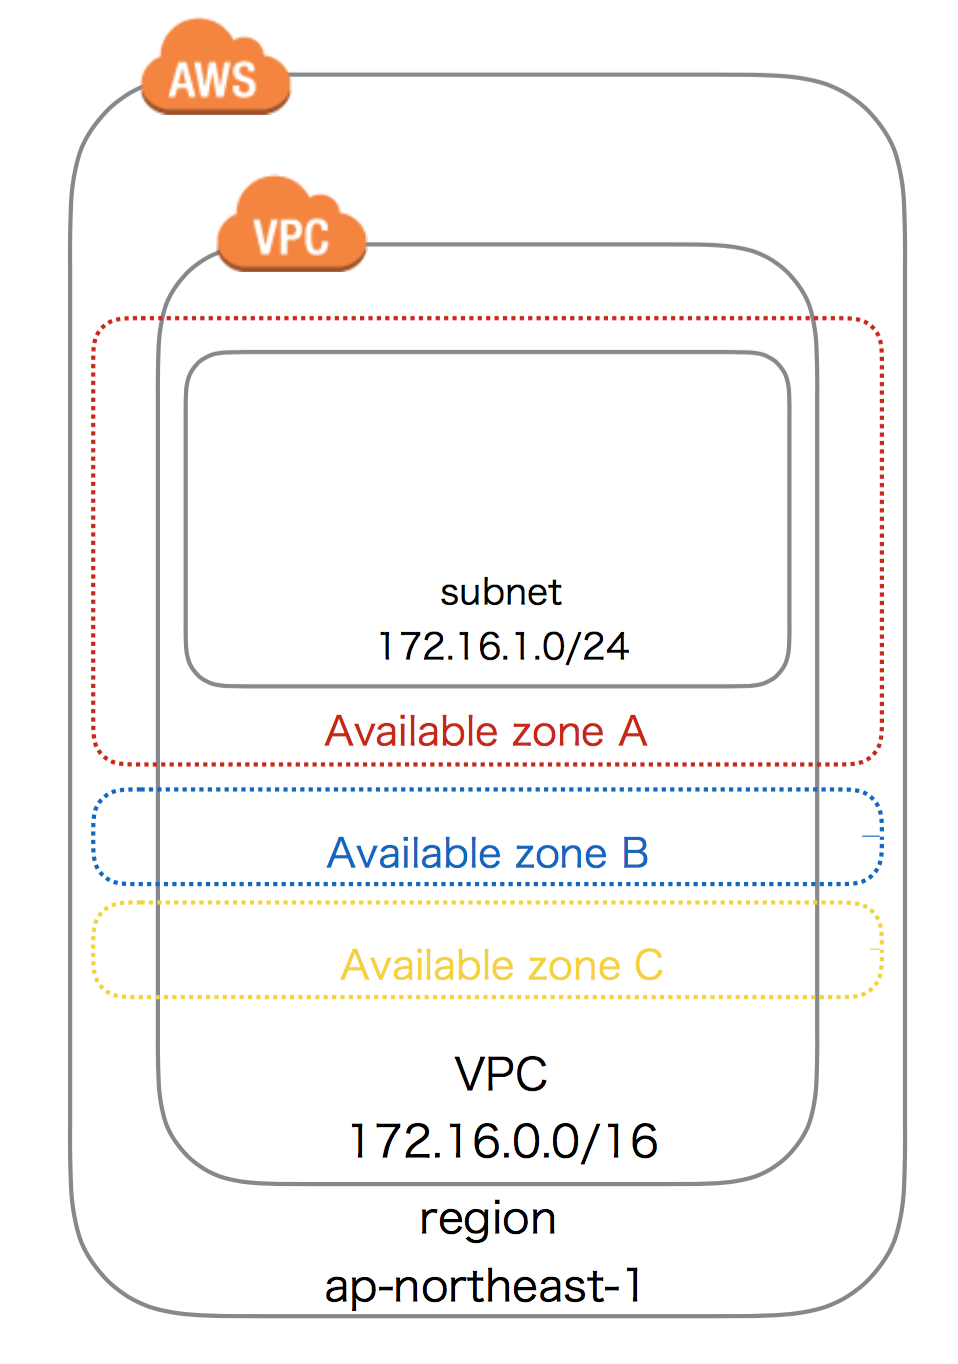 AWS
VPC
subnet
172.16.1.0/24
Available zone A
Available zone B
Available zone C
VPC
172.16.0.0/16
region
ap-northeast-1